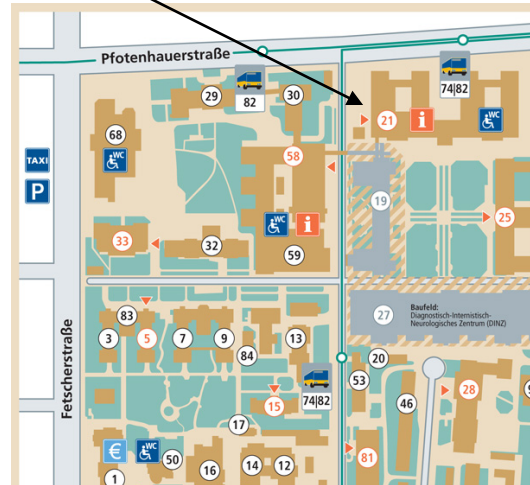 Pfotenhauerstraße
29
82
30
74|82
21
i
WC
68
WC
TAXI
P
58
19
33
32
WC
i
59
25
Fetscherstraße
83
3
5
7
9
84
13
27
Baufeld:
Diagnostisch-Internistisch-
Neurologisches Zentrum (DINZ)
20
53
46
28
74|82
15
17
€
WC
50
16
14
12
81
1